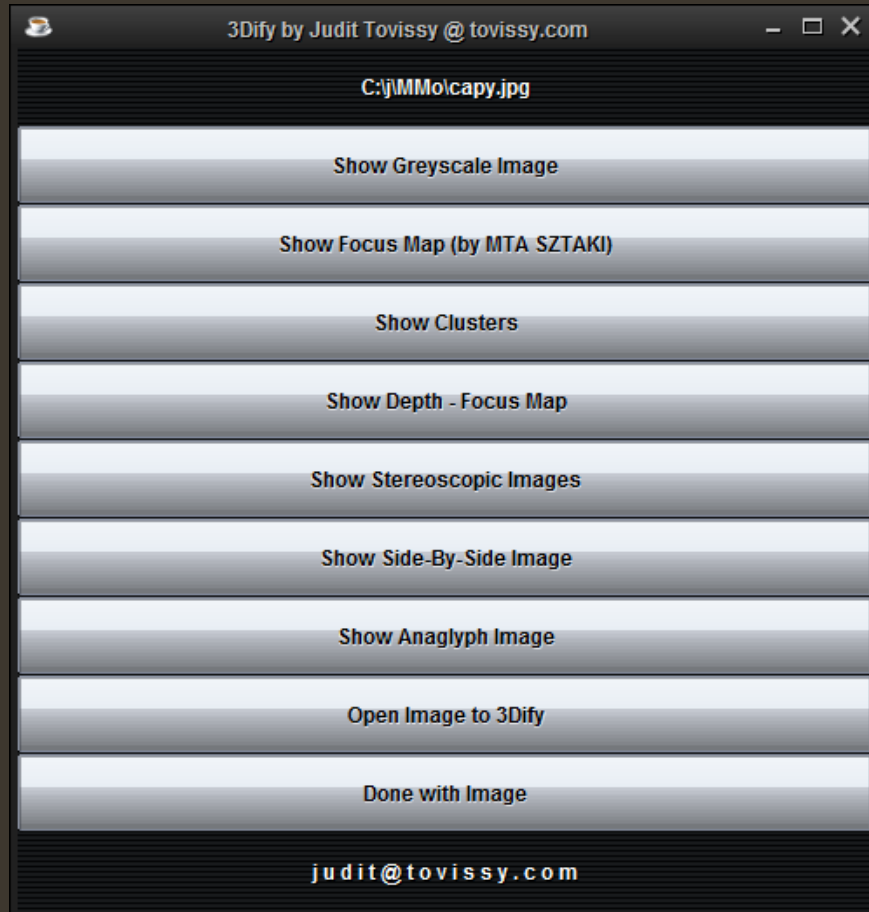 3Dify by Judit Tovissy @ tovissy.com
C:\j\MMo\capy.jpg
Show Greyscale Image
Show Focus Map (by MTA SZTAKI)
Show Clusters
Show Depth - Focus Map
Show Stereoscopic Images
Show Side-By-Side Image
Show Anaglyph Image
Open Image to 3Dify
Done with Image
judit@tovissy.com